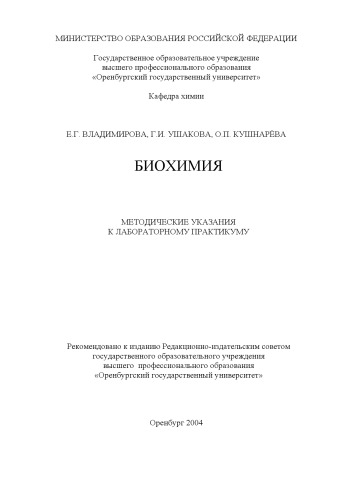 МИНИСТЕРСТВО ОБРАЗОВАНИЯ РОССИЙСКОЙ ФЕДЕРАЦИИ
Государственное образовательное учреждение
высшего профессионального образования
«Оренбургский государственный университет»
Кафедра химии
Е.Г. ВЛАДИМИРОВА, Г.И. УШАКОВА, О.П. КУШНАРЁВА
БИОХИМИЯ
МЕТОДИЧЕСКИЕ УКАЗАНИЯ
К ЛАБОРАТОРНОМУ ПРАКТИКУМУ
Рекомендовано к изданию Редакционно-издательским советом
государственного образовательного учреждения
высшего профессионального образования
«Оренбургский государственный университет»
Оренбург 2004